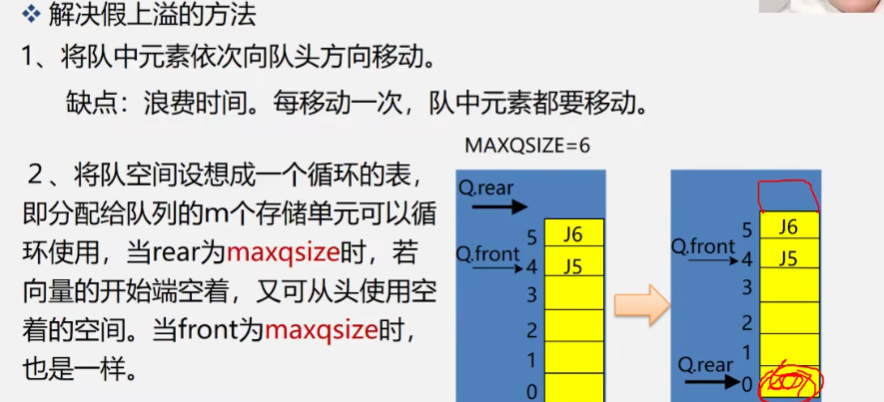 ❖ 解决假上溢的方法
1、将队中元素依次向队头方向移动。
缺点：浪费时间。每移动一次，队中元素都要移动。
2、将队空间设想成一个循环的表，
即分配给队列的m个存储单元可以循
环使用，当rear为maxqsize时，若
向量的开始端空着，又可从头使用空
着的空间。当front为maxqsize时，
也是一样。
MAXQSIZE=6
Q.rear
5 J6
Q.front
4 J5
3
2
1
0
5 J6
Q.front
4 J5
3
2
1
Q.rear
0